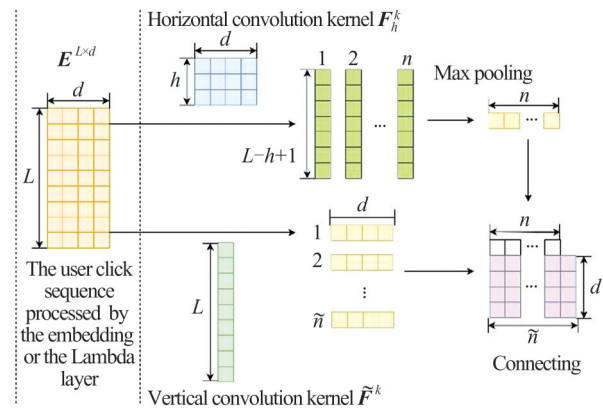 Horizontal convolution kernel F_h^k
E^{L×d}
d
d
h
1 2 n
Max pooling
n
L
L−h+1
...
...
d
1
2
⋮
ñ
L
n
...
...
d
ñ
Connecting
The user click
sequence
processed by
the embedding
or the Lambda
layer
Vertical convolution kernel F̃^k